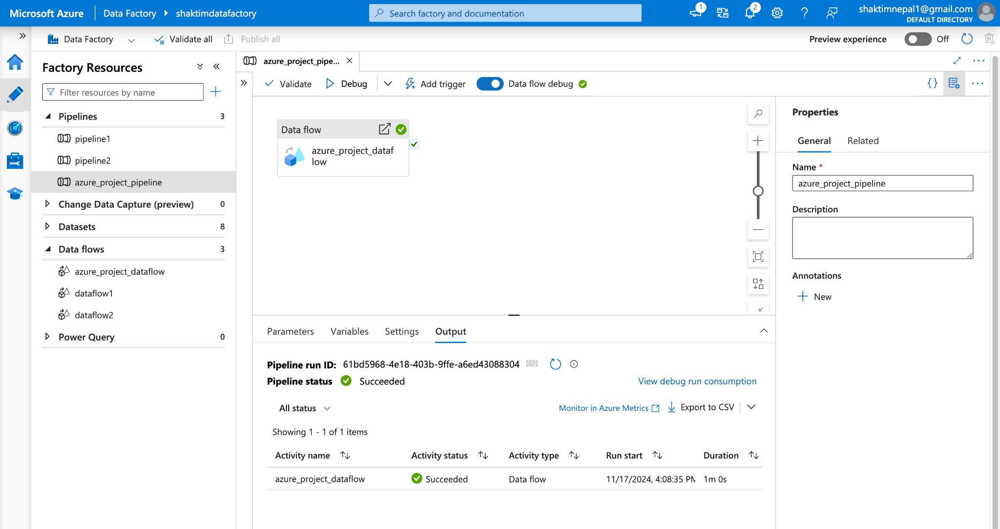 Microsoft Azure
Data Factory
shaktimdatafactory
Search factory and documentation
1
2
shaktimnepal1@gmail.com
DEFAULT DIRECTORY
Data Factory
Validate all
Publish all
Preview experience
Off
Factory Resources
Filter resources by name
Pipelines 3
pipeline1
pipeline2
azure_project_pipeline
Change Data Capture (preview) 0
Datasets 8
Data flows 3
azure_project_dataflow
dataflow1
dataflow2
Power Query 0
azure_project_pipe...
Validate
Debug
Add trigger
Data flow debug
Data flow
azure_project_dataf
low
Parameters
Variables
Settings
Output
Pipeline run ID: 61bd5968-4e18-403b-9ffe-a6ed43088304
Pipeline status Succeeded
View debug run consumption
All status
Monitor in Azure Metrics
Export to CSV
Showing 1 - 1 of 1 items
Activity name Activity status Activity type Run start Duration
azure_project_dataflow Succeeded Data flow 11/17/2024, 4:08:35 PM 1m 0s
Properties
General
Related
Name *
azure_project_pipeline
Description
Annotations
New